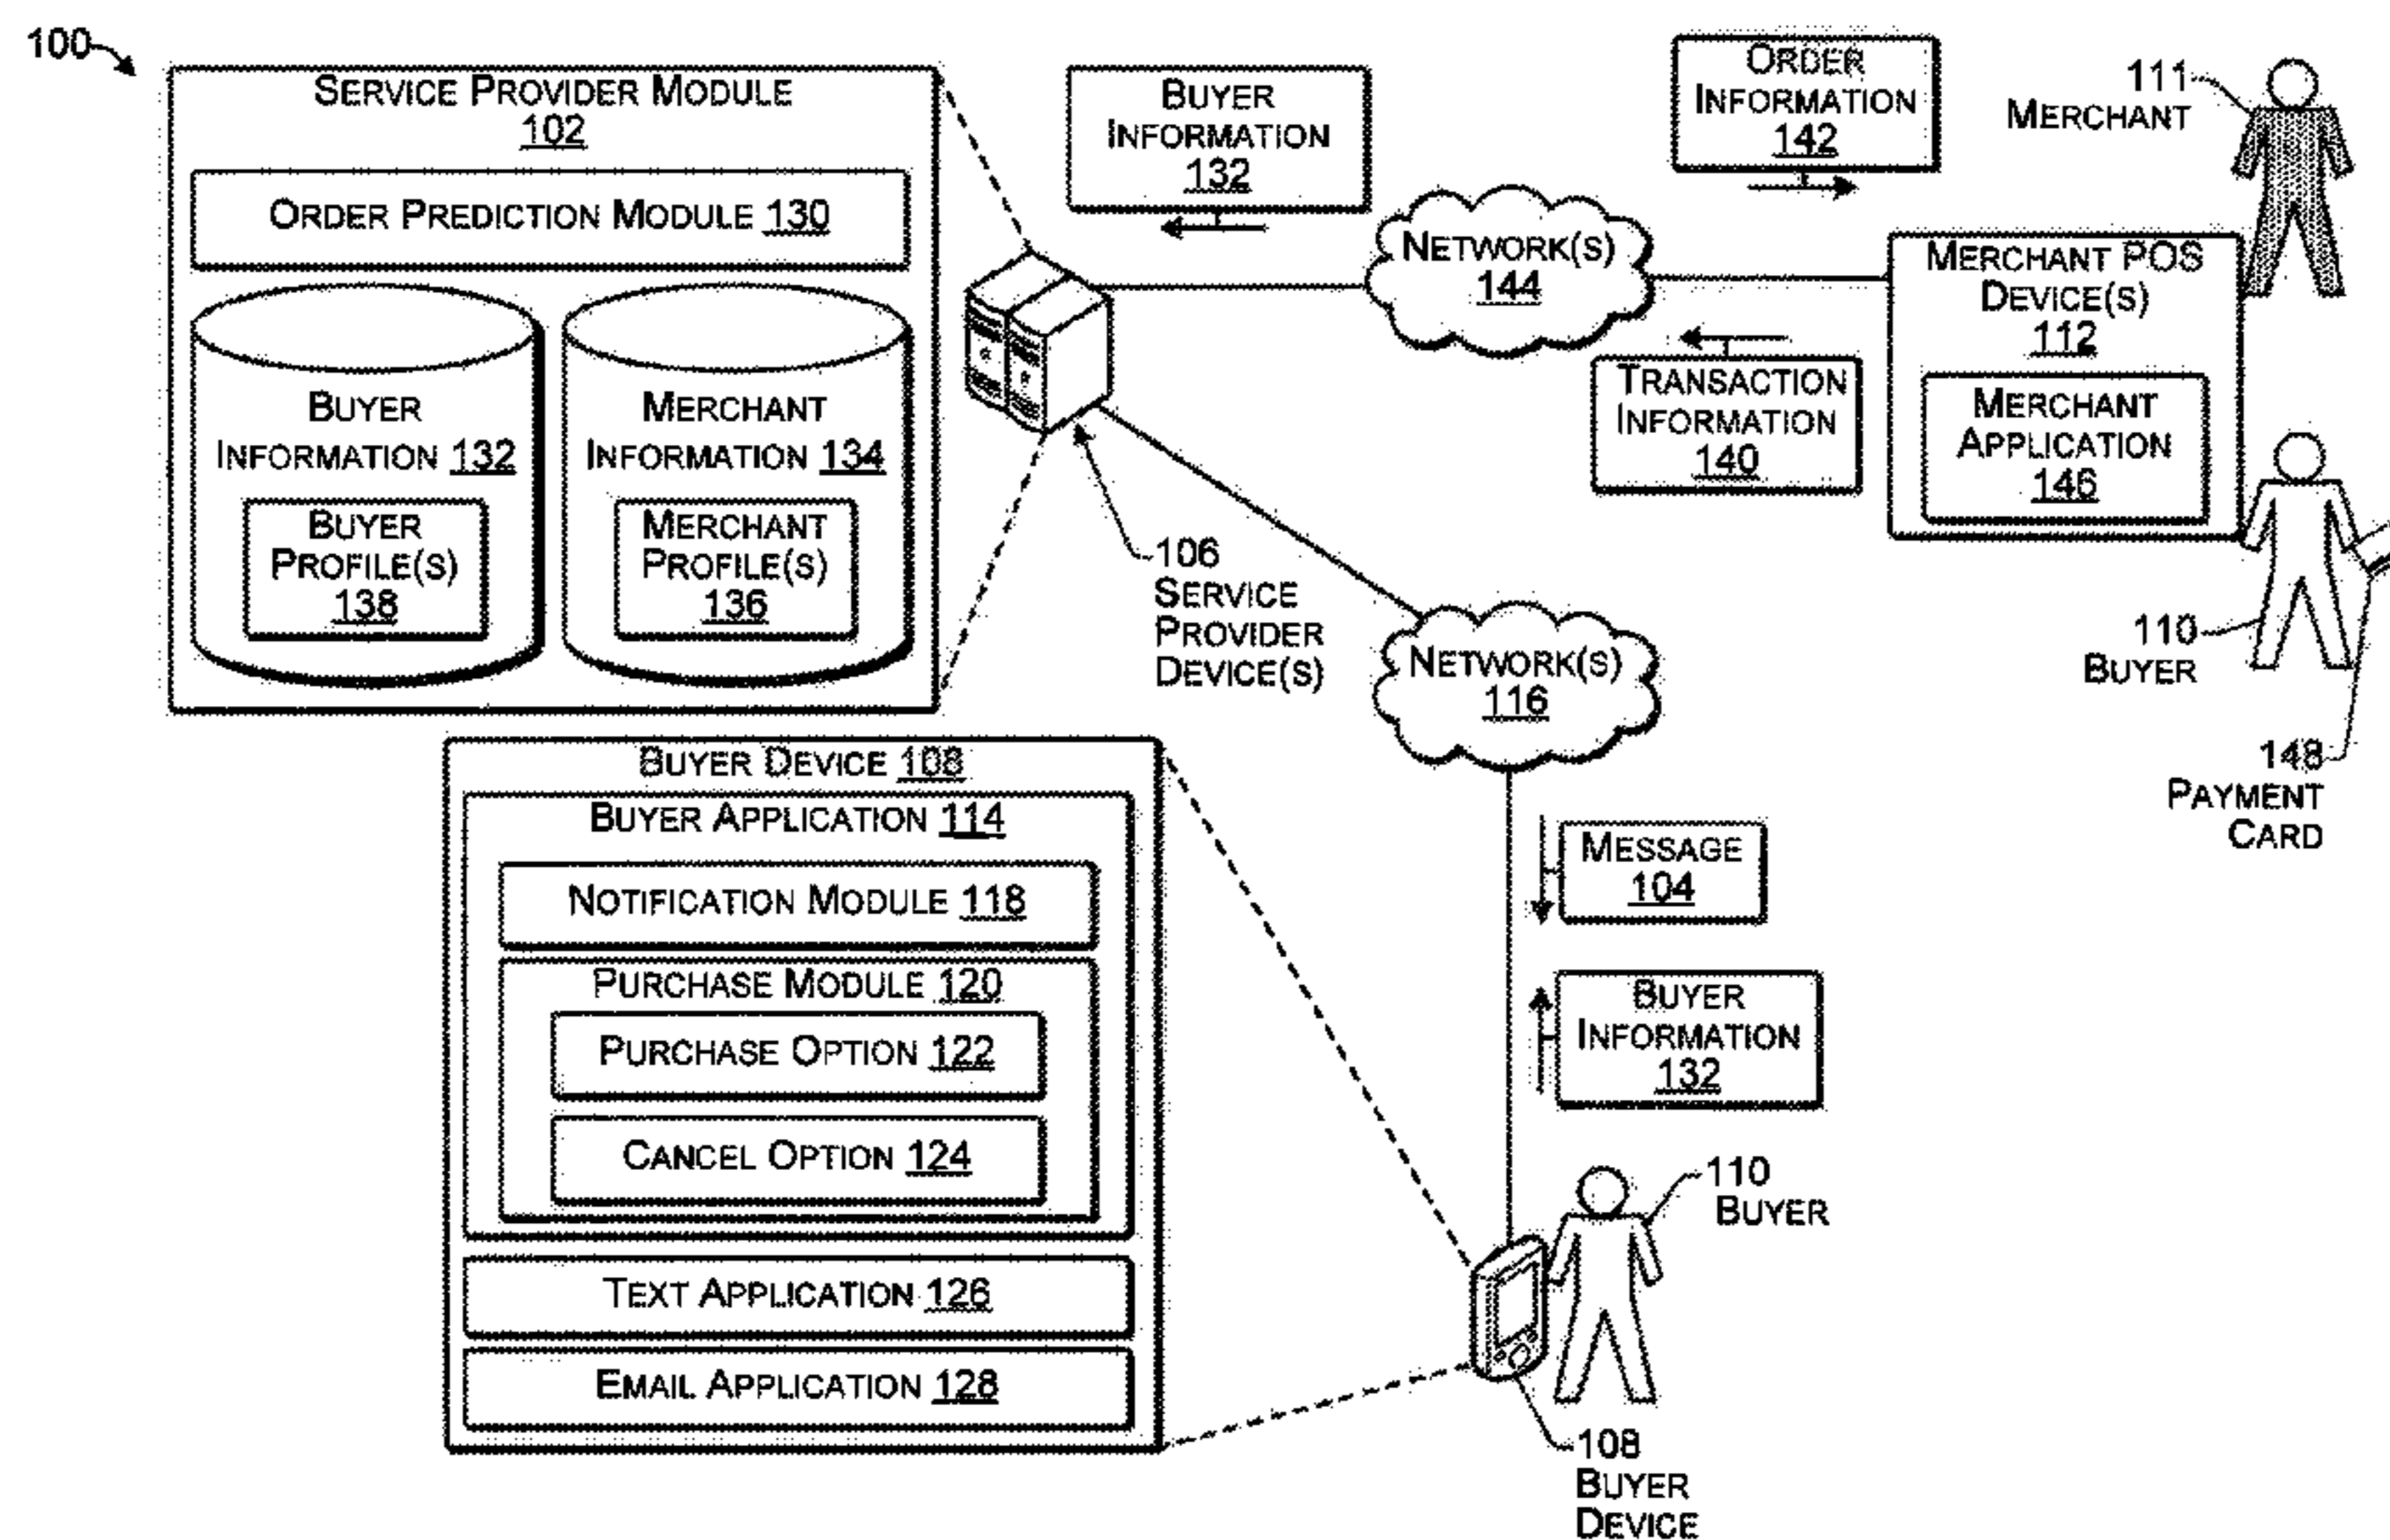 100
SERVICE PROVIDER MODULE
102
ORDER PREDICTION MODULE 130
BUYER
INFORMATION 132
BUYER
PROFILE(S)
138
MERCHANT
INFORMATION 134
MERCHANT
PROFILE(S)
136
BUYER
INFORMATION
132
ORDER
INFORMATION
142
111
MERCHANT
NETWORK(S)
144
MERCHANT POS
DEVICE(S)
112
MERCHANT
APPLICATION
146
TRANSACTION
INFORMATION
140
106
SERVICE
PROVIDER
DEVICE(S)
110
BUYER
NETWORK(S)
116
148
PAYMENT
CARD
BUYER DEVICE 108
BUYER APPLICATION 114
NOTIFICATION MODULE 118
PURCHASE MODULE 120
PURCHASE OPTION 122
CANCEL OPTION 124
TEXT APPLICATION 126
EMAIL APPLICATION 128
MESSAGE
104
BUYER
INFORMATION
132
110
BUYER
108
BUYER
DEVICE